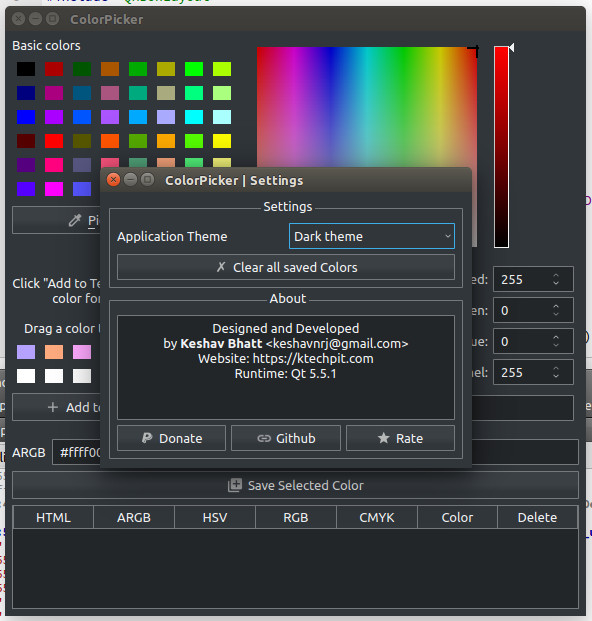 ColorPicker
Basic colors
ColorPicker | Settings
Settings
Application Theme
Dark theme
✗ Clear all saved Colors
About
Designed and Developed
by Keshav Bhatt <keshavnrj@gmail.com>
Website: https://ktechpit.com
Runtime: Qt 5.5.1
Donate
Github
Rate
Click "Add to
color for
Drag a color
ed: 255
en: 0
ue: 0
nel: 255
+ Add to
ARGB
#ffff00
Save Selected Color
HTML
ARGB
HSV
RGB
CMYK
Color
Delete